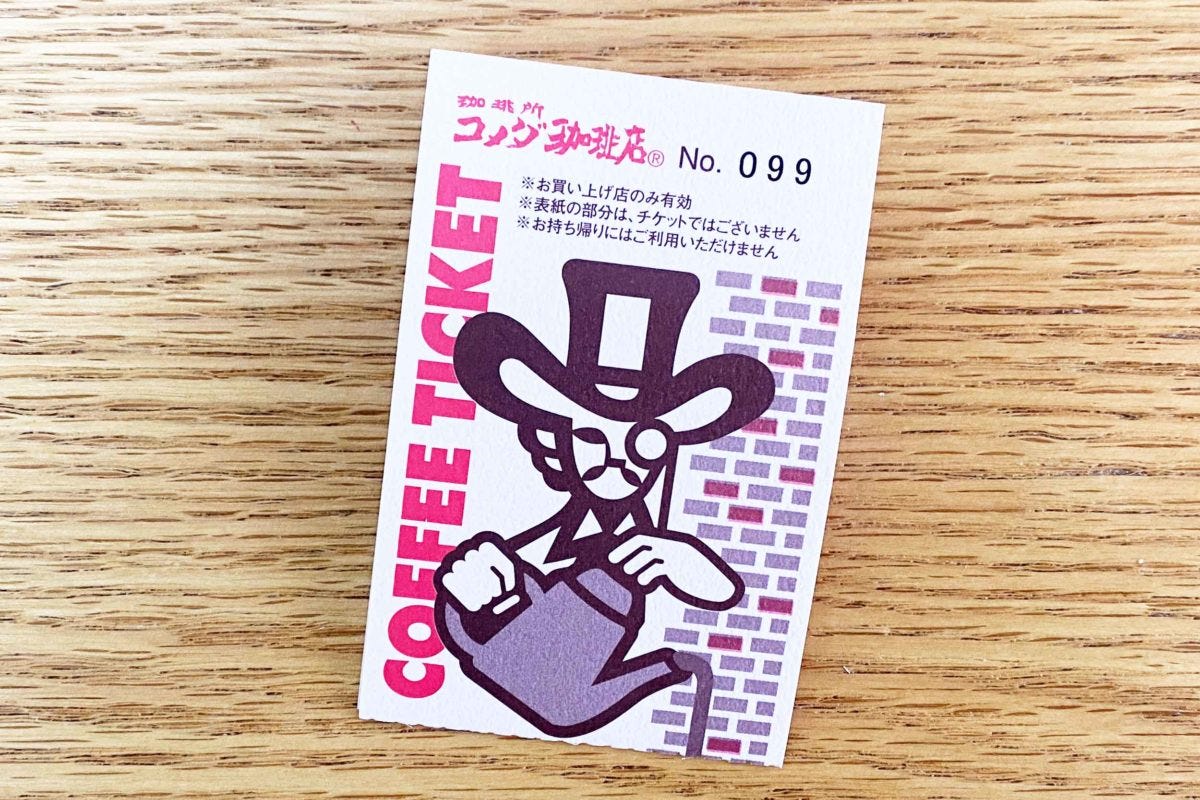 珈琲所
コメダ珈琲店® No. 099
※お買い上げ店のみ有効
※表紙の部分は、チケットではございません
※お持ち帰りにはご利用いただけません
COFFEE TICKET